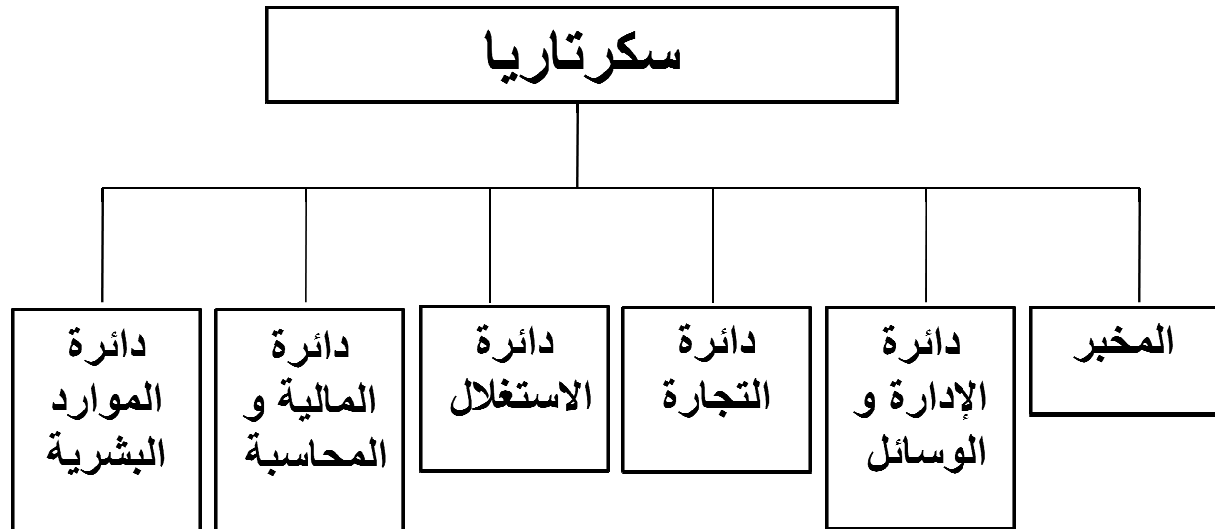 سكرتاريا
المخبر
دائرة
الإدارة و
الوسائل
دائرة
التجارة
دائرة
الاستغلال
دائرة
المالية و
المحاسبة
دائرة
الموارد
البشرية